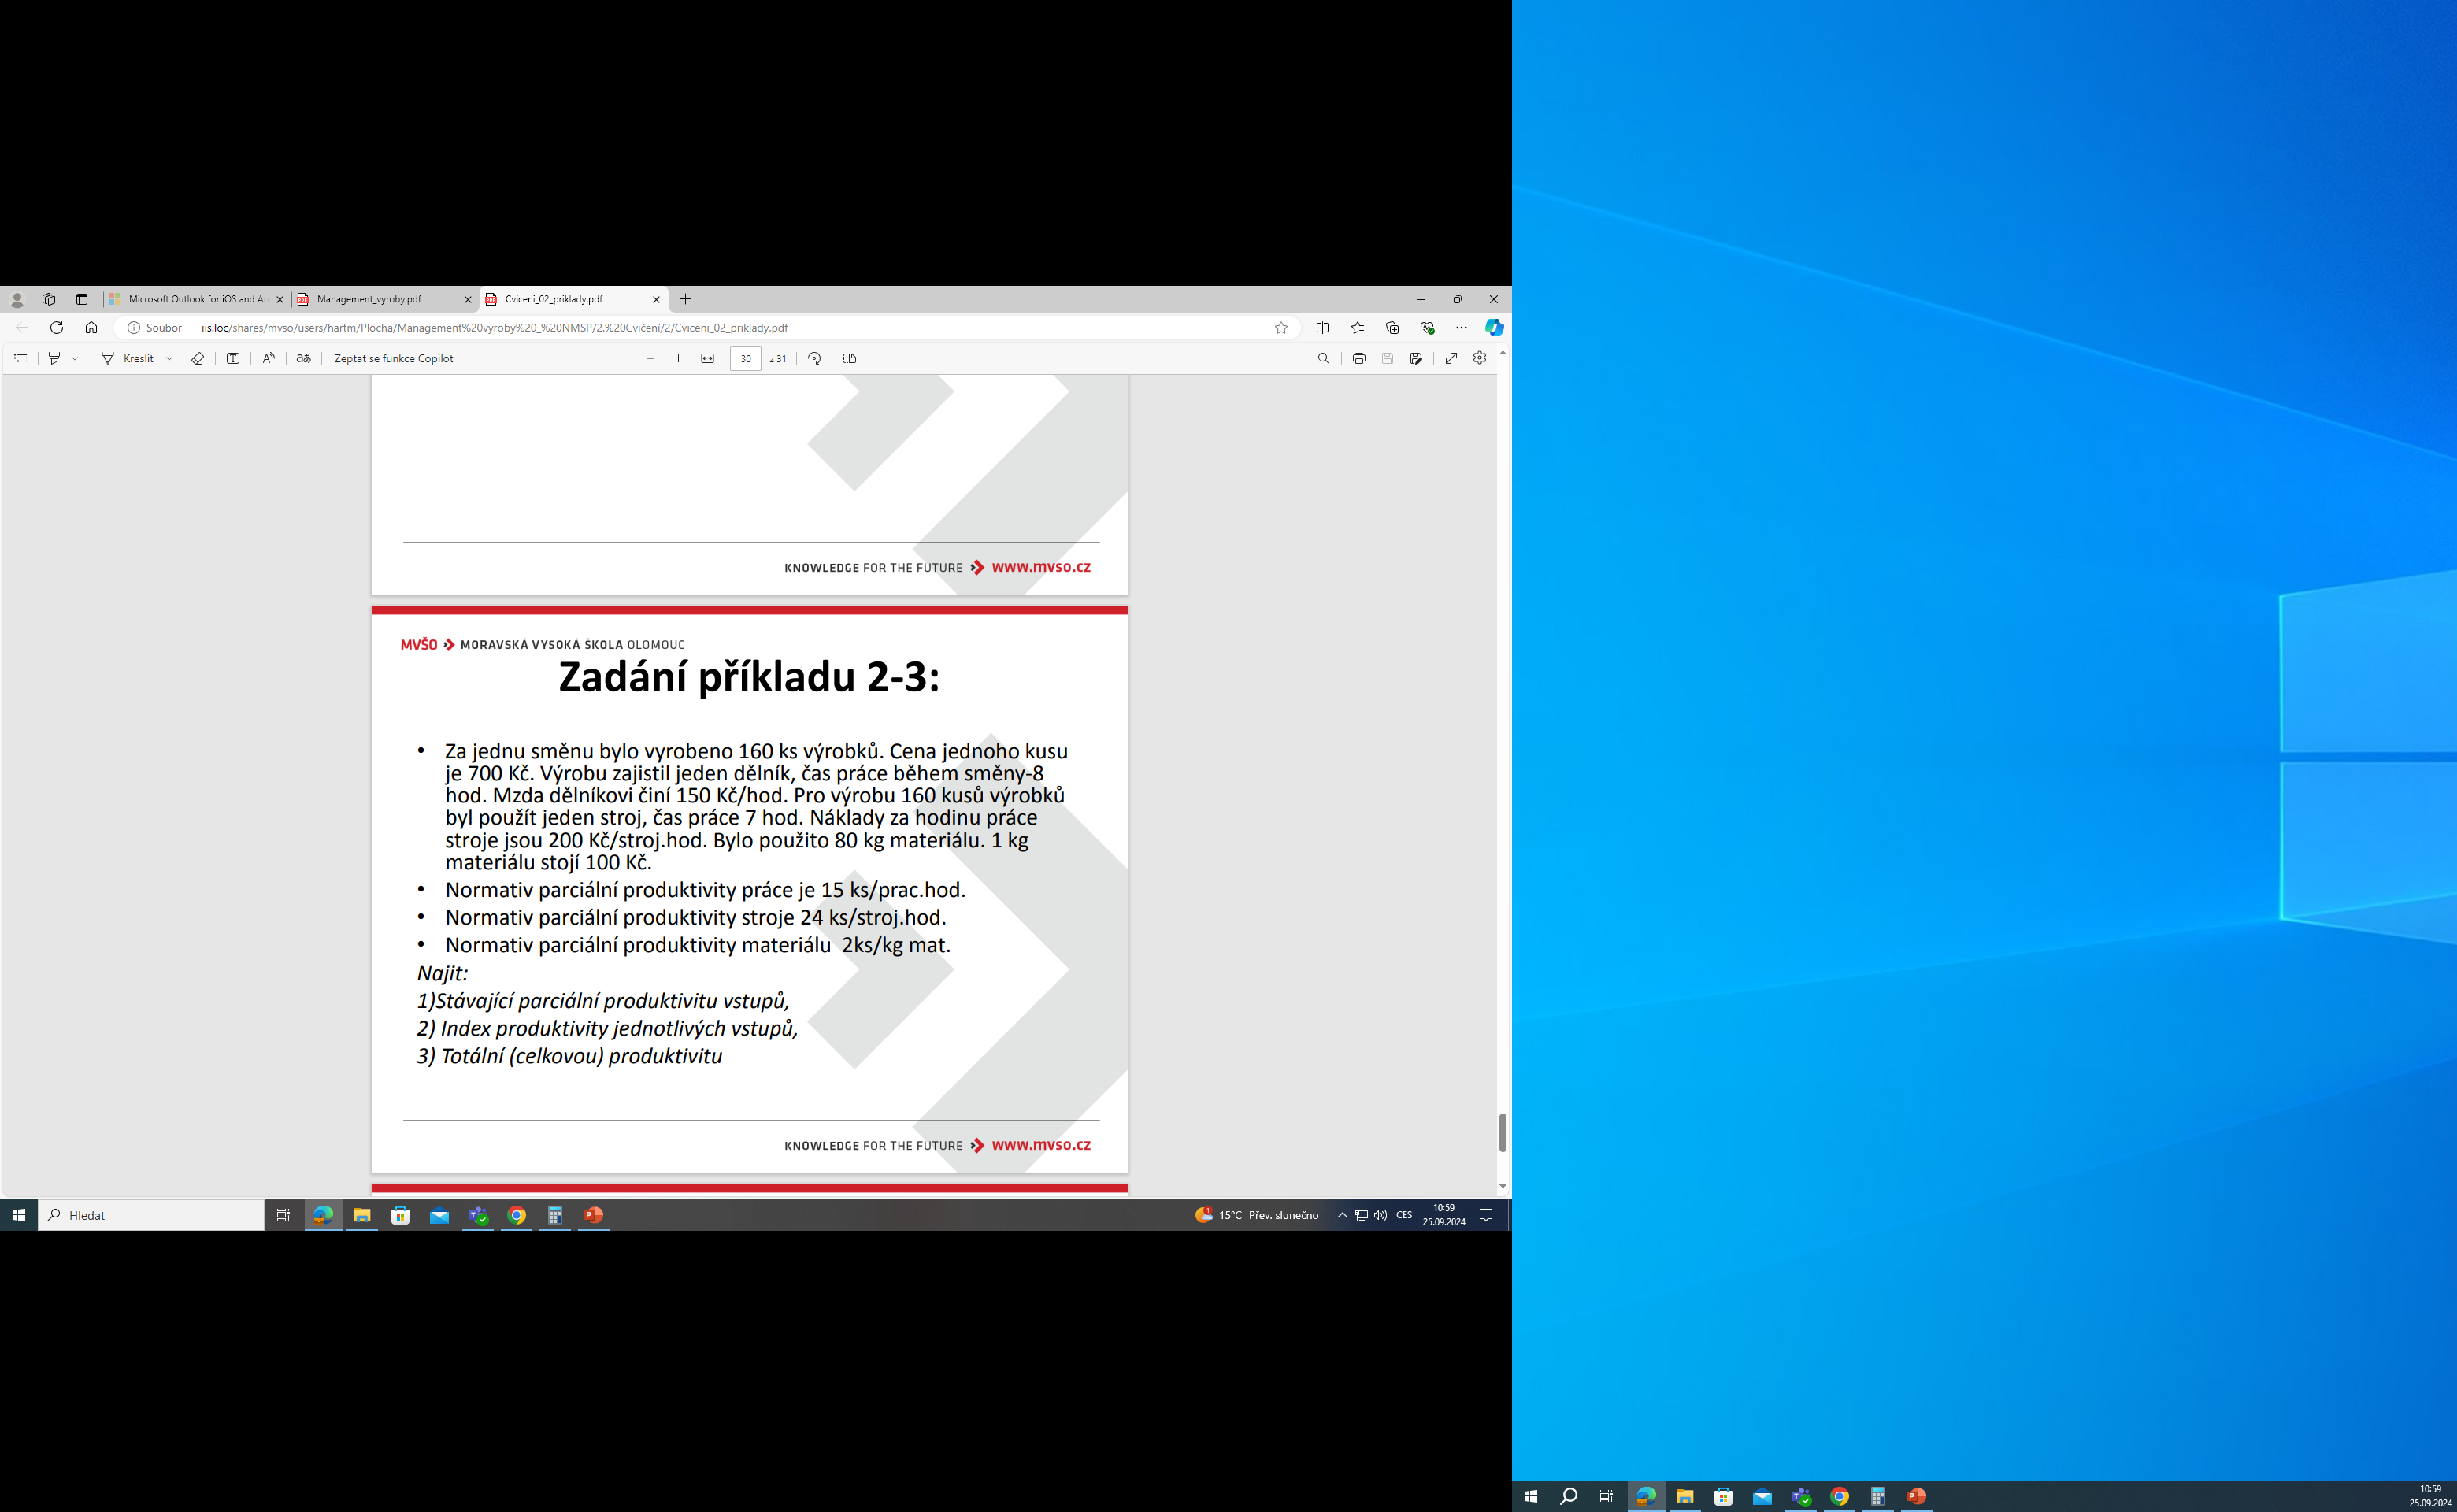 Microsoft Outlook for iOS and An
Management_vyroby.pdf
Cviceni_02_priklady.pdf
Soubor
iis.loc/shares/mvso/users/hartm/Plocha/Management%20výroby%20_%20NMSP/2.%20Cvičení/2/Cviceni_02_priklady.pdf
Kreslit
Zeptat se funkce Copilot
30 z 31
KNOWLEDGE FOR THE FUTURE www.mvso.cz
MVŠO MORAVSKÁ VYSOKÁ ŠKOLA OLOMOUC
Zadání příkladu 2-3:
• Za jednu směnu bylo vyrobeno 160 ks výrobků. Cena jednoho kusu
je 700 Kč. Výrobu zajistil jeden dělník, čas práce během směny-8
hod. Mzda dělníkovi činí 150 Kč/hod. Pro výrobu 160 kusů výrobků
byl použít jeden stroj, čas práce 7 hod. Náklady za hodinu práce
stroje jsou 200 Kč/stroj.hod. Bylo použito 80 kg materiálu. 1 kg
materiálu stojí 100 Kč.
• Normativ parciální produktivity práce je 15 ks/prac.hod.
• Normativ parciální produktivity stroje 24 ks/stroj.hod.
• Normativ parciální produktivity materiálu 2ks/kg mat.
Najit:
1)Stávající parciální produktivitu vstupů,
2) Index produktivity jednotlivých vstupů,
3) Totální (celkovou) produktivitu
KNOWLEDGE FOR THE FUTURE www.mvso.cz
Hledat
15°C Přev. slunečno
CES
10:59
25.09.2024
10:59
25.09.2024